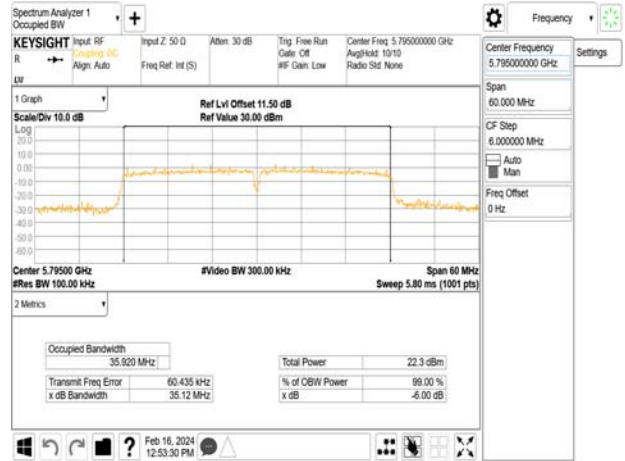 Spectrum Analyzer 1
Occupied BW
KEYSIGHT
R
Input: RF
Coupling: DC
Align: Auto
Input Z: 50 Ω
Freq Ref: Int (S)
Atten: 30 dB
Trig: Free Run
Gate: Off
#IF Gain: Low
Center Freq: 5.795000000 GHz
Avg|Hold: 10/10
Radio Std: None
1 Graph
Scale/Div 10.0 dB
Ref Lvl Offset 11.50 dB
Ref Value 30.00 dBm
Log
20.0
10.0
0.00
-10.0
-20.0
-30.0
-40.0
-50.0
-60.0
Center 5.79500 GHz
#Res BW 100.00 kHz
#Video BW 300.00 kHz
Span 60 MHz
Sweep 5.80 ms (1001 pts)
2 Metrics
Occupied Bandwidth
35.920 MHz
Transmit Freq Error 60.435 kHz
x dB Bandwidth 35.12 MHz
Total Power 22.3 dBm
% of OBW Power 99.00 %
x dB -6.00 dB
Feb 16, 2024
12:53:30 PM
Frequency
Settings
Center Frequency
5.795000000 GHz
Span
60.000 MHz
CF Step
6.000000 MHz
Auto
Man
Freq Offset
0 Hz